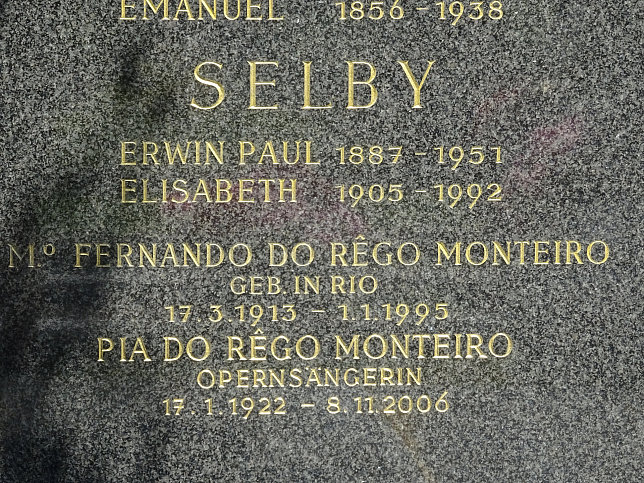 EMANUEL 1856 - 1938
SELBY
ERWIN PAUL 1887 - 1951
ELISABETH 1905 - 1992
Mº FERNANDO DO RÊGO MONTEIRO
GEB. IN RIO
17 3.1913 - 1.1.1995
PIA DO RÊGO MONTEIRO
OPERNSÄNGERIN
17.1.1922 - 8.11.2006